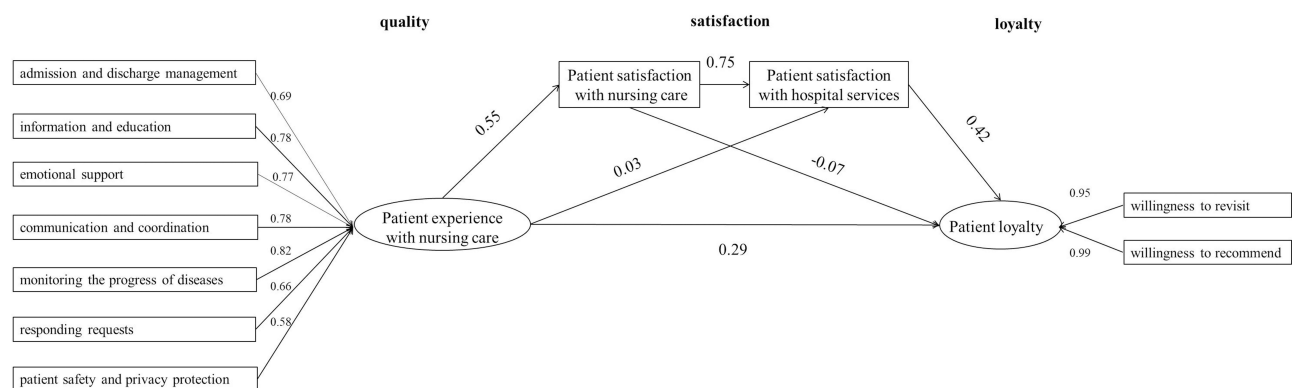 quality
satisfaction
loyalty
admission and discharge management
0.69
information and education
0.78
emotional support
0.77
communication and coordination
0.78
monitoring the progress of diseases
0.82
responding requests
0.66
patient safety and privacy protection
0.58
Patient experience
with nursing care
0.55
Patient satisfaction
with nursing care
0.75
Patient satisfaction
with hospital services
0.03
-0.07
0.42
0.29
Patient loyalty
0.95
willingness to revisit
0.99
willingness to recommend